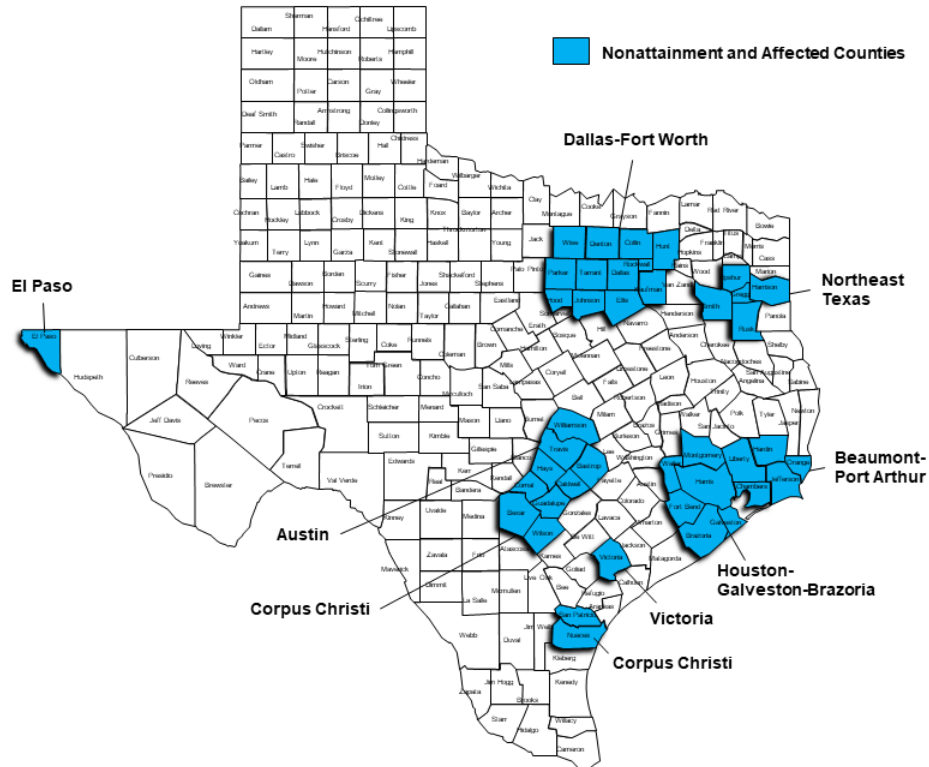 Nonattainment and Affected Counties
Dallas-Fort Worth
El Paso
Northeast
Texas
Beaumont-
Port Arthur
Austin
Houston-
Galveston-Brazoria
Corpus Christi
Victoria
Corpus Christi
Sherman
Ochiltree
Dallam
Hansford
Lipscomb
Hartley
Moore
Hutchinson
Roberts
Hemphill
Oldham
Potter
Carson
Gray
Wheeler
Deaf Smith
Randall
Armstrong
Donley
Collingsworth
Parmer
Castro
Swisher
Briscoe
Hall
Childress
Hardeman
Bailey
Lamb
Hale
Floyd
Motley
Cottle
Foard
Wilbarger
Wichita
Clay
Montague
Cooke
Grayson
Fannin
Lamar
Red River
Bowie
Cochran
Hockley
Lubbock
Crosby
Dickens
King
Knox
Baylor
Archer
Jack
Wise
Denton
Collin
Hunt
Delta
Hopkins
Franklin
Titus
Morris
Cass
Yoakum
Terry
Lynn
Garza
Kent
Stonewall
Haskell
Throckmorton
Young
Palo Pinto
Parker
Tarrant
Dallas
Rockwall
Kaufman
Van Zandt
Wood
Upshur
Marion
Harrison
Gregg
Gaines
Dawson
Borden
Scurry
Fisher
Jones
Shackelford
Stephens
Eastland
Hood
Johnson
Ellis
Henderson
Smith
Rusk
Panola
Andrews
Martin
Howard
Mitchell
Nolan
Taylor
Callahan
Comanche
Erath
Bosque
Hill
Navarro
Anderson
Cherokee
Shelby
El Paso
Hudspeth
Culberson
Loving
Winkler
Ector
Midland
Glasscock
Sterling
Coke
Runnels
Coleman
Brown
Hamilton
Freestone
Nacogdoches
San Augustine
Sabine
Reeves
Ward
Crane
Upton
Reagan
Irion
Tom Green
Concho
McCulloch
San Saba
Mills
Lampasas
Coryell
Bell
Falls
Limestone
Leon
Houston
Angelina
Trinity
Jeff Davis
Pecos
Crockett
Schleicher
Menard
Mason
Llano
Burnet
Williamson
Milam
Robertson
Madison
Walker
Polk
Tyler
Jasper
Newton
San Jacinto
Presidio
Brewster
Terrell
Val Verde
Sutton
Kimble
Gillespie
Travis
Lee
Burleson
Brazos
Grimes
Montgomery
Liberty
Hardin
Orange
Jefferson
Edwards
Real
Kerr
Bandera
Kendall
Comal
Hays
Bastrop
Caldwell
Fayette
Washington
Austin
Waller
Harris
Chambers
Kinney
Uvalde
Medina
Bexar
Guadalupe
Wilson
Gonzales
Lavaca
Colorado
Wharton
Fort Bend
Galveston
Brazoria
Maverick
Zavala
Frio
Atascosa
Karnes
De Witt
Jackson
Matagorda
Victoria
Goliad
Calhoun
Refugio
Dimmit
La Salle
Mcmullen
Live Oak
Bee
Aransas
San Patricio
Nueces
Webb
Duval
Jim Wells
Kleberg
Zapata
Jim Hogg
Brooks
Kenedy
Starr
Hidalgo
Willacy
Cameron